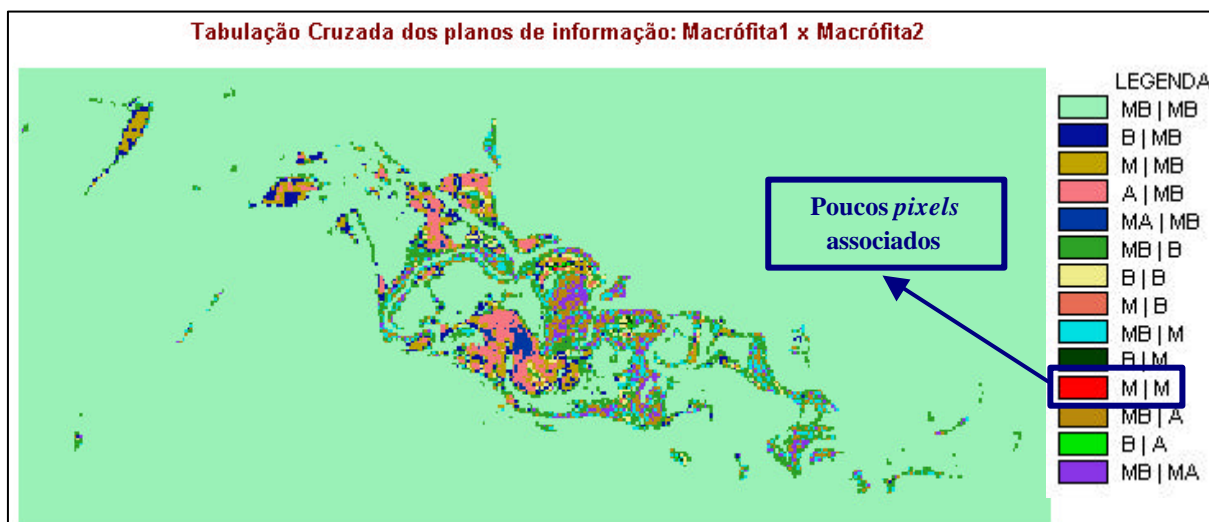 Tabulação Cruzada dos planos de informação: Macrófita1 x Macrófita2
LEGENDA
MB | MB
B | MB
M | MB
A | MB
MA | MB
MB | B
B | B
M | B
MB | M
B | M
M | M
MB | A
B | A
MB | MA
Poucos pixels
associados